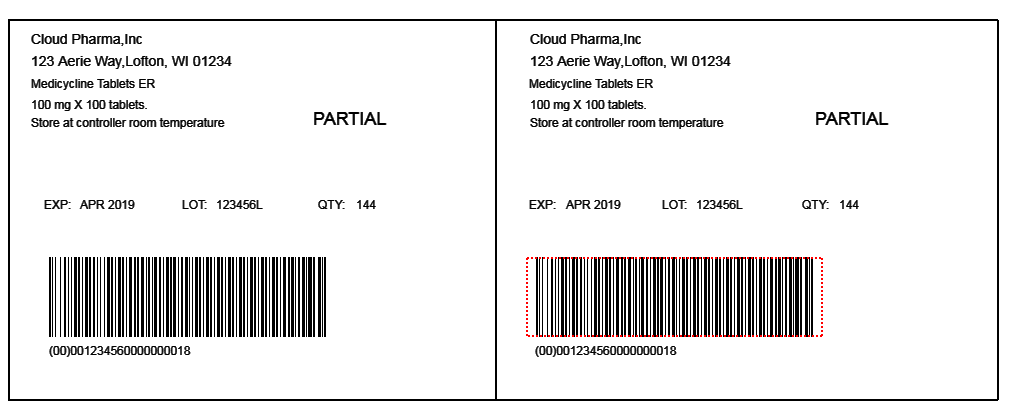 Cloud Pharma,Inc
123 Aerie Way,Lofton, WI 01234
Medicycline Tablets ER
100 mg X 100 tablets.
Store at controller room temperature
PARTIAL
EXP: APR 2019 LOT: 123456L QTY: 144
(00)001234560000000018
Cloud Pharma,Inc
123 Aerie Way,Lofton, WI 01234
Medicycline Tablets ER
100 mg X 100 tablets.
Store at controller room temperature
PARTIAL
EXP: APR 2019 LOT: 123456L QTY: 144
(00)001234560000000018